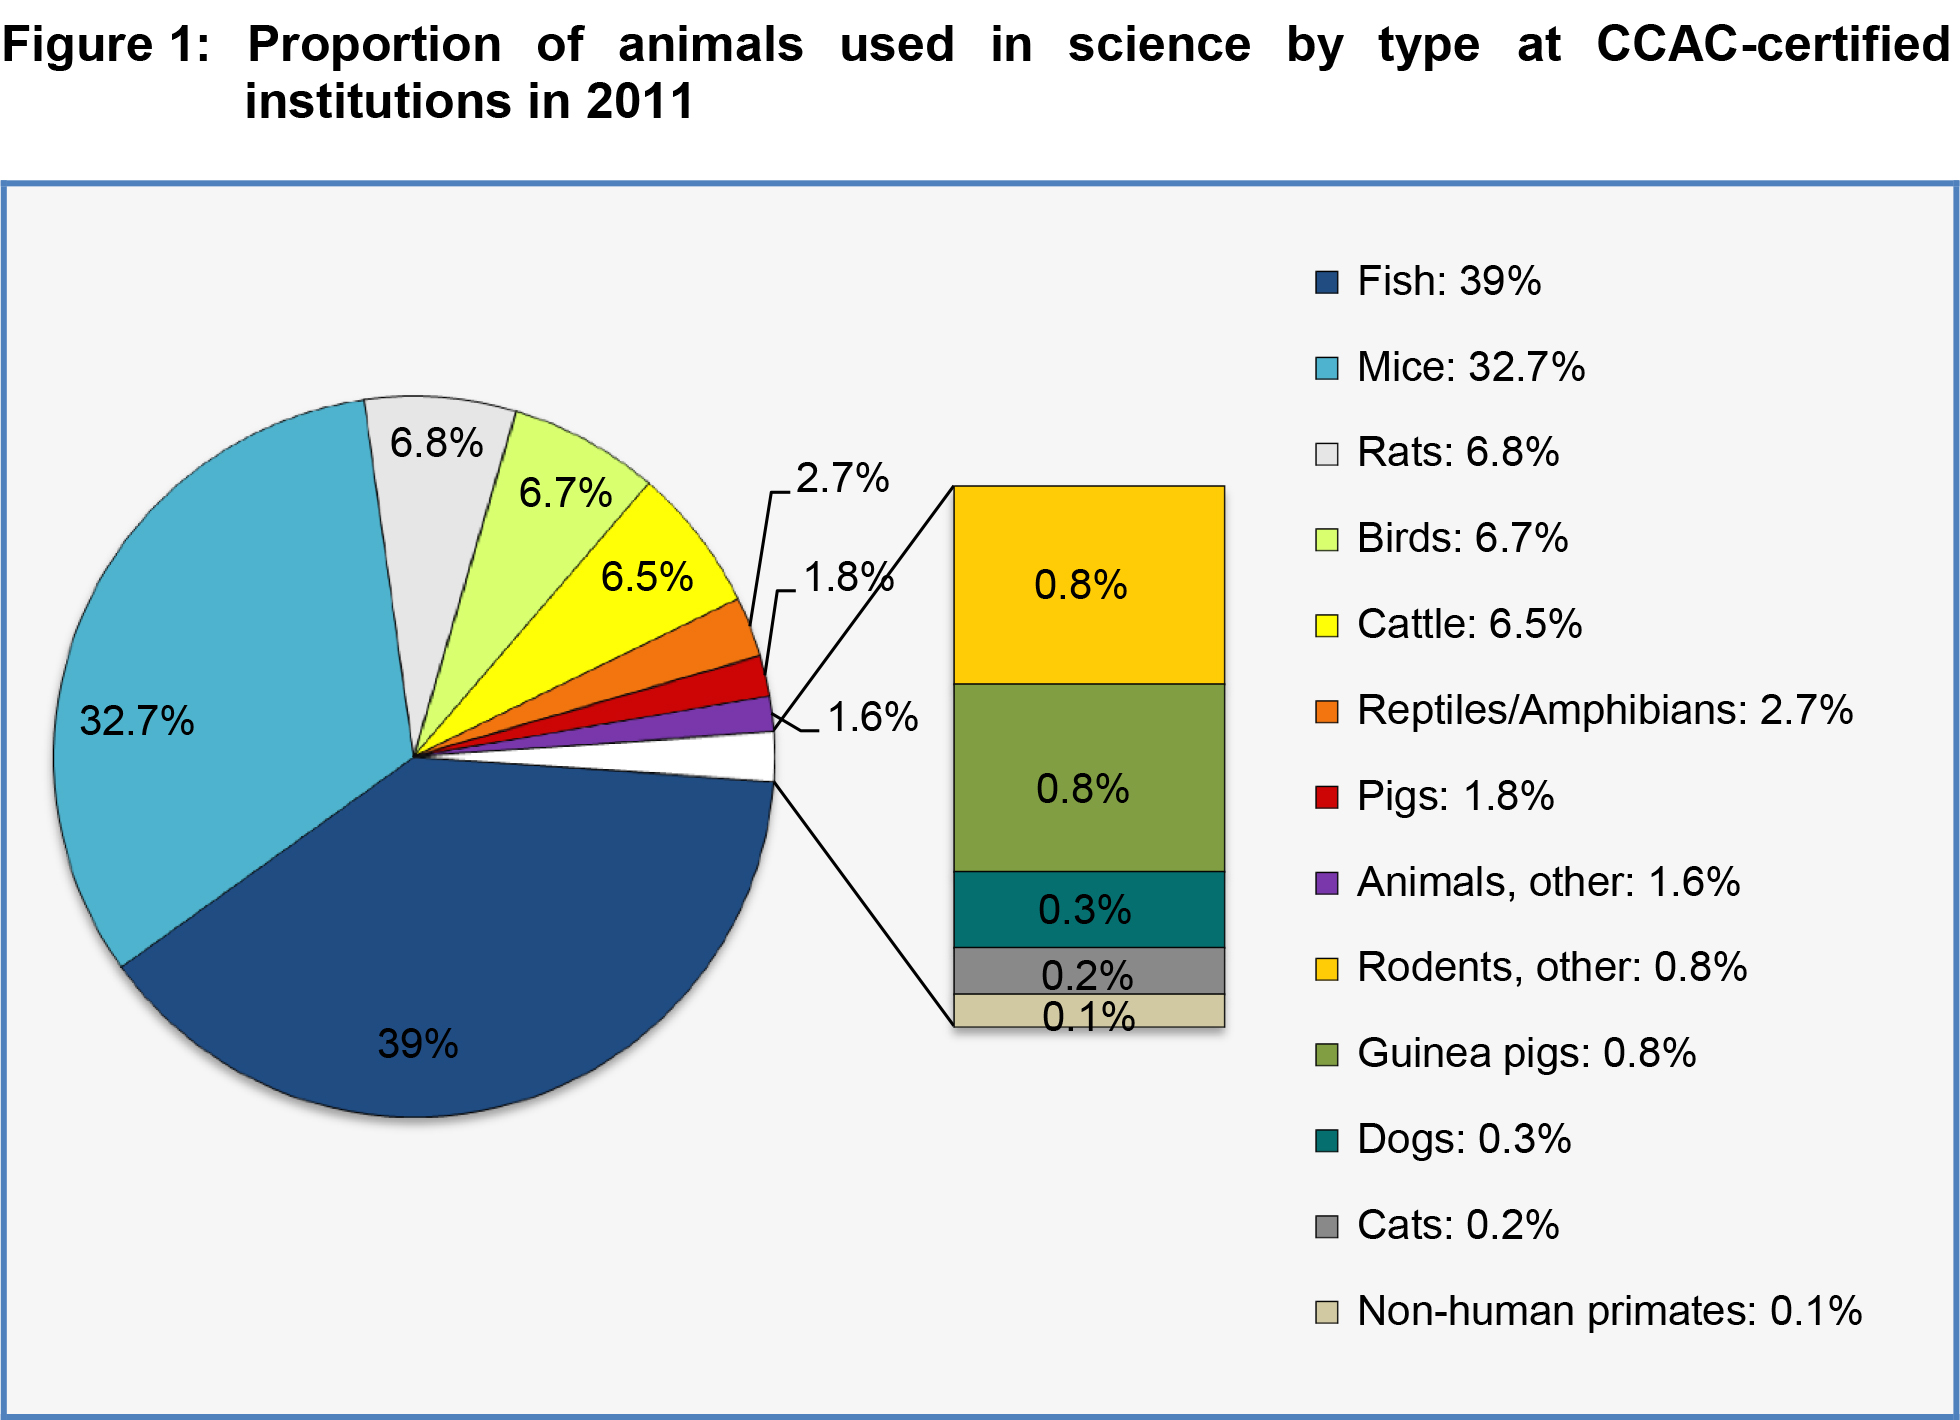 Figure 1: Proportion of animals used in science by type at CCAC-certified
institutions in 2011
6.8%
6.7%
6.5%
2.7%
1.8%
1.6%
32.7%
39%
0.8%
0.8%
0.3%
0.2%
0.1%
Fish: 39%
Mice: 32.7%
Rats: 6.8%
Birds: 6.7%
Cattle: 6.5%
Reptiles/Amphibians: 2.7%
Pigs: 1.8%
Animals, other: 1.6%
Rodents, other: 0.8%
Guinea pigs: 0.8%
Dogs: 0.3%
Cats: 0.2%
Non-human primates: 0.1%